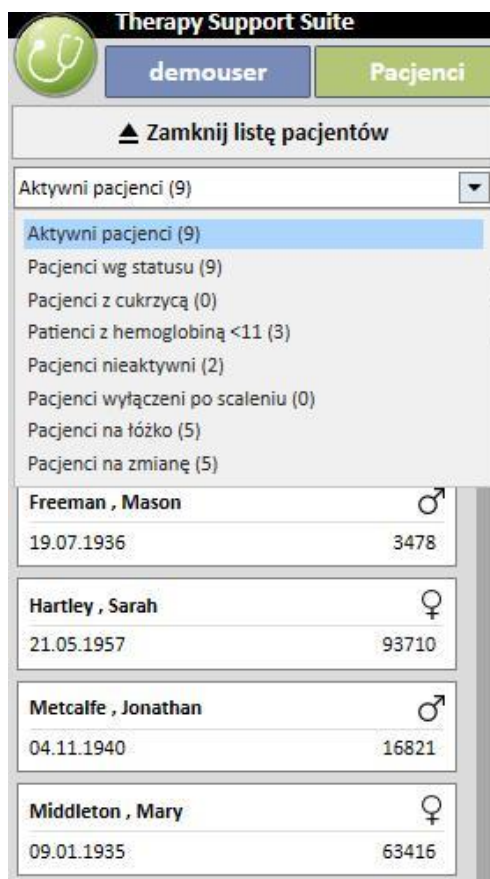 Therapy Support Suite
demouser
Pacjenci
Zamknij listę pacjentów
Aktywni pacjenci (9)
Aktywni pacjenci (9)
Pacjenci wg statusu (9)
Pacjenci z cukrzycą (0)
Patienci z hemoglobiną <11 (3)
Pacjenci nieaktywni (2)
Pacjenci wyłączeni po scaleniu (0)
Pacjenci na łóżko (5)
Pacjenci na zmianę (5)
Freeman , Mason
19.07.1936 3478
Hartley , Sarah
21.05.1957 93710
Metcalfe , Jonathan
04.11.1940 16821
Middleton , Mary
09.01.1935 63416